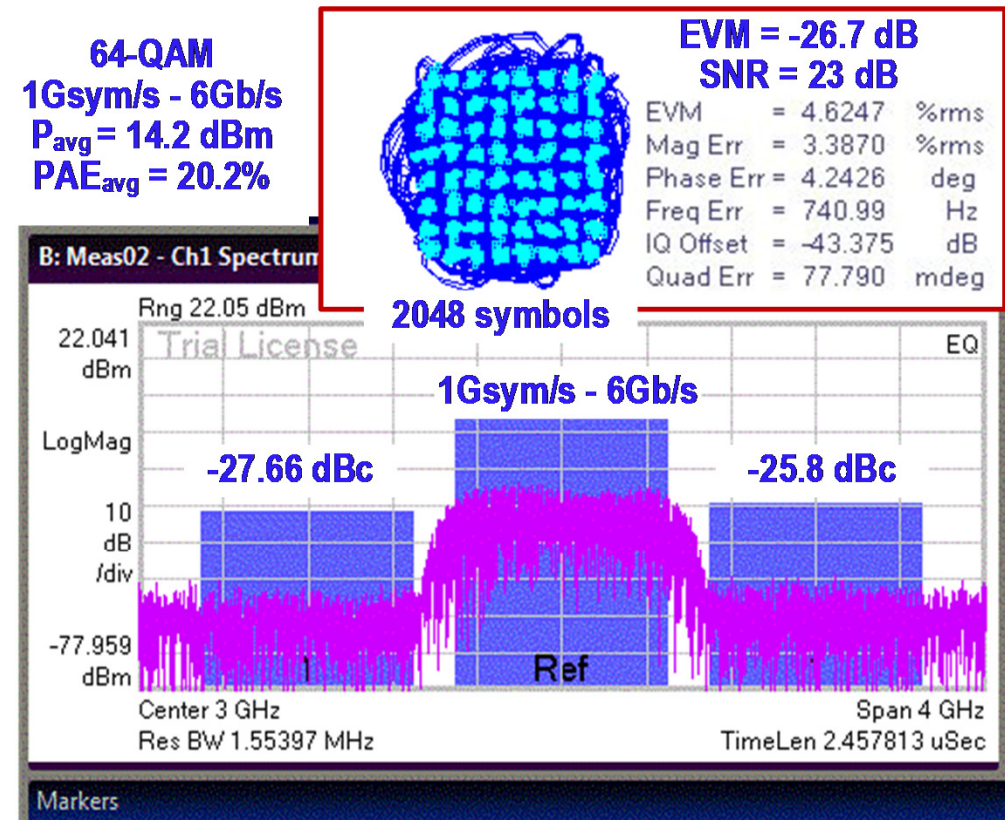 64-QAM
1Gsym/s - 6Gb/s
Pavg = 14.2 dBm
PAEavg = 20.2%
EVM = -26.7 dB
SNR = 23 dB
EVM = 4.6247 %rms
Mag Err = 3.3870 %rms
Phase Err = 4.2426 deg
Freq Err = 740.99 Hz
IQ Offset = -43.375 dB
Quad Err = 77.790 mdeg
2048 symbols
B: Meas02 - Ch1 Spectrum
Rng 22.05 dBm
22.041
dBm
Trial License
EQ
1Gsym/s - 6Gb/s
LogMag
-27.66 dBc
-25.8 dBc
10
dB
/div
-77.959
dBm
Ref
Center 3 GHz
Span 4 GHz
Res BW 1.55397 MHz
TimeLen 2.457813 uSec
Markers